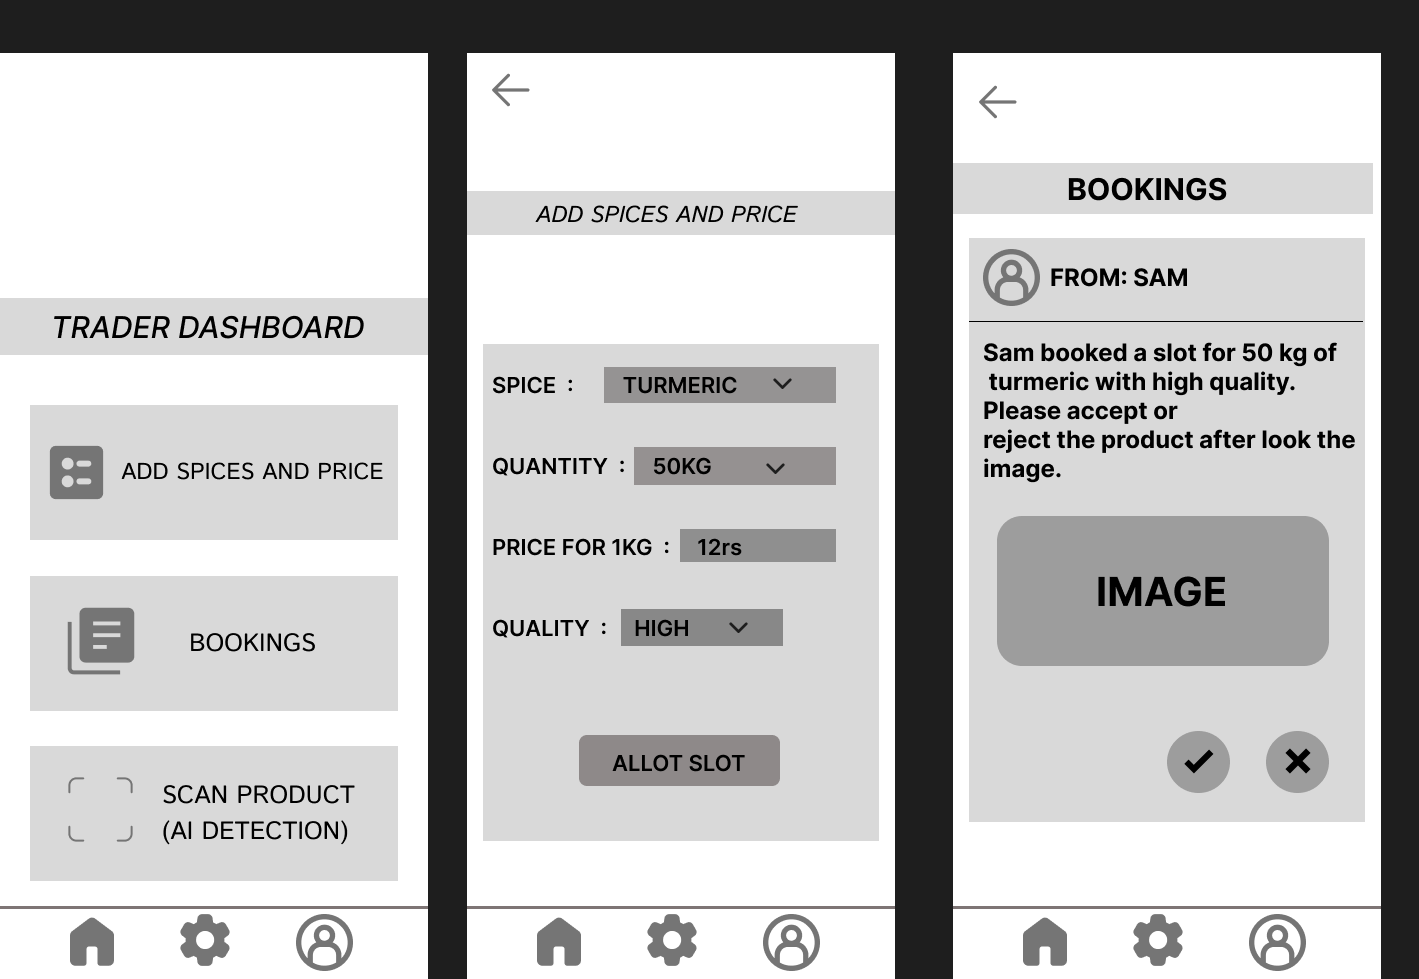 TRADER DASHBOARD
ADD SPICES AND PRICE
BOOKINGS
SCAN PRODUCT
(AI DETECTION)
ADD SPICES AND PRICE
SPICE : TURMERIC
QUANTITY : 50KG
PRICE FOR 1KG : 12rs
QUALITY : HIGH
ALLOT SLOT
BOOKINGS
FROM: SAM
Sam booked a slot for 50 kg of
turmeric with high quality.
Please accept or
reject the product after look the
image.
IMAGE